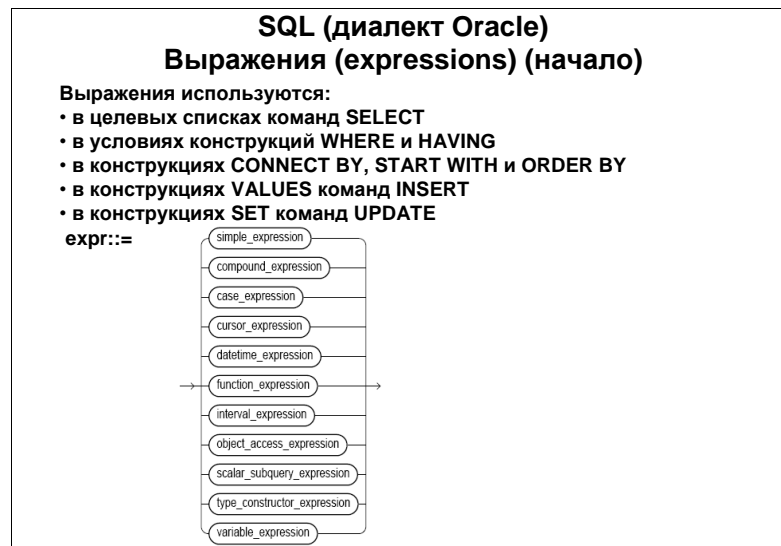 SQL (диалект Oracle)
Выражения (expressions) (начало)
Выражения используются:
• в целевых списках команд SELECT
• в условиях конструкций WHERE и HAVING
• в конструкциях CONNECT BY, START WITH и ORDER BY
• в конструкциях VALUES команд INSERT
• в конструкциях SET команд UPDATE
expr::=
simple_expression
compound_expression
case_expression
cursor_expression
datetime_expression
function_expression
interval_expression
object_access_expression
scalar_subquery_expression
type_constructor_expression
variable_expression